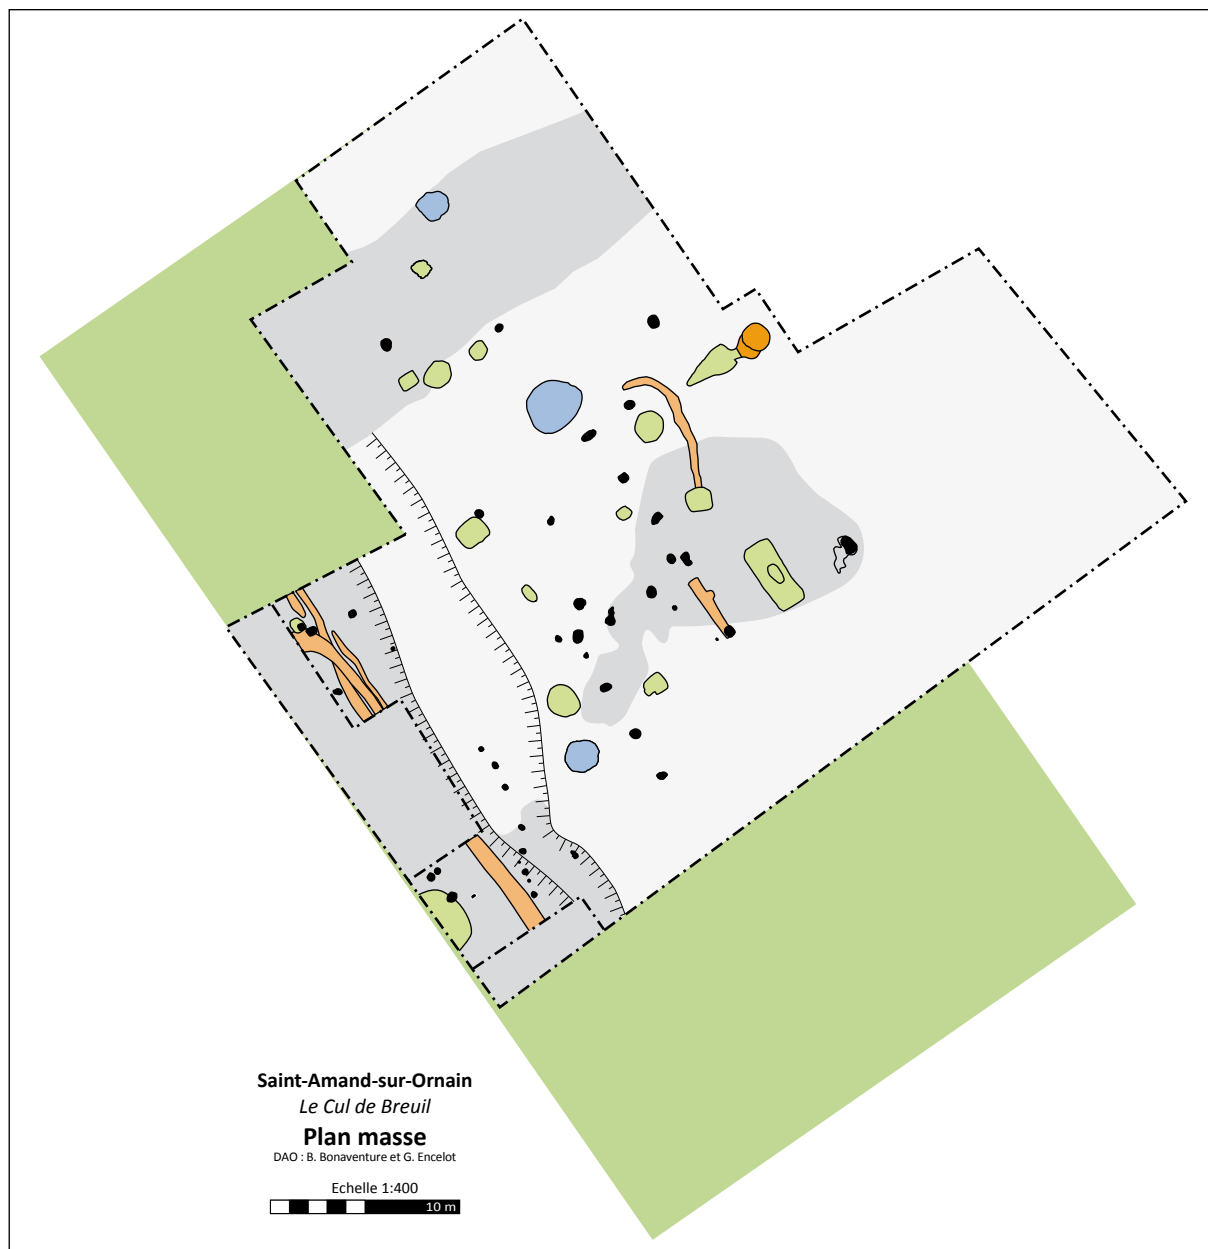 Saint-Amand-sur-Ornain
Le Cul de Breuil
Plan masse
DAO : B. Bonaventure et G. Encelot
Echelle 1:400
10 m